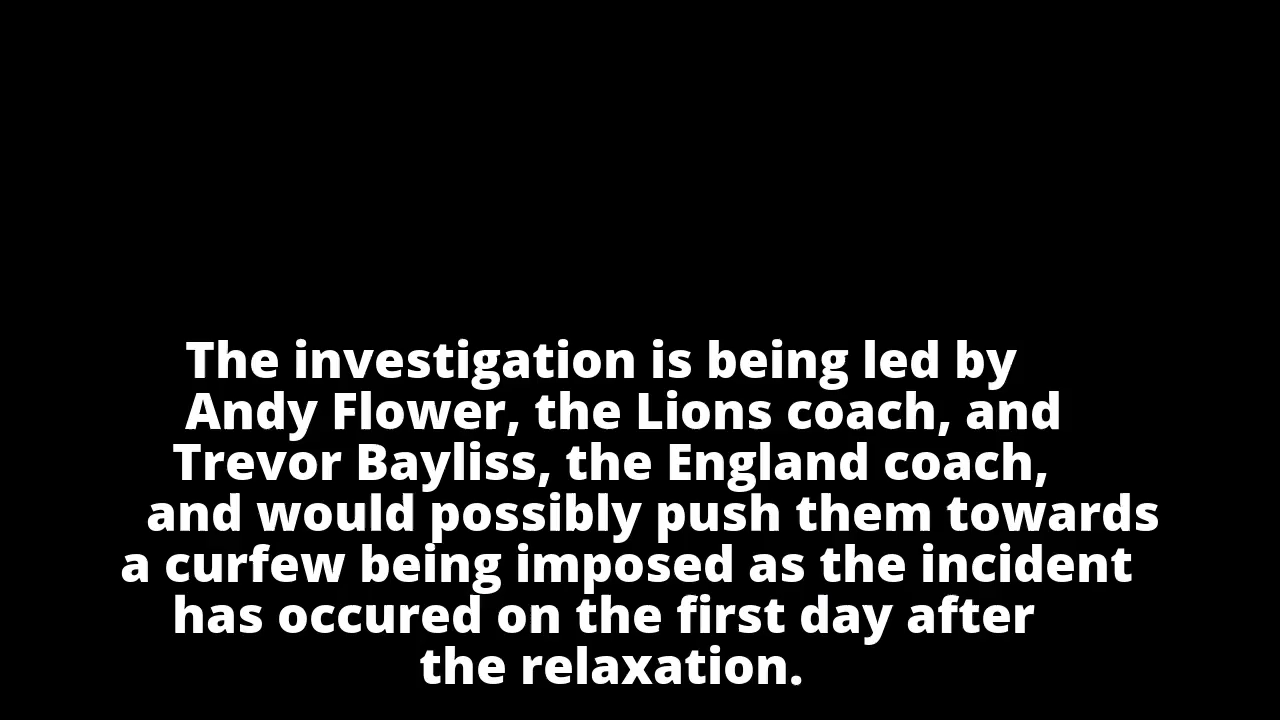 The investigation is being led by
Andy Flower, the Lions coach, and
Trevor Bayliss, the England coach,
and would possibly push them towards
a curfew being imposed as the incident
has occured on the first day after
the relaxation.